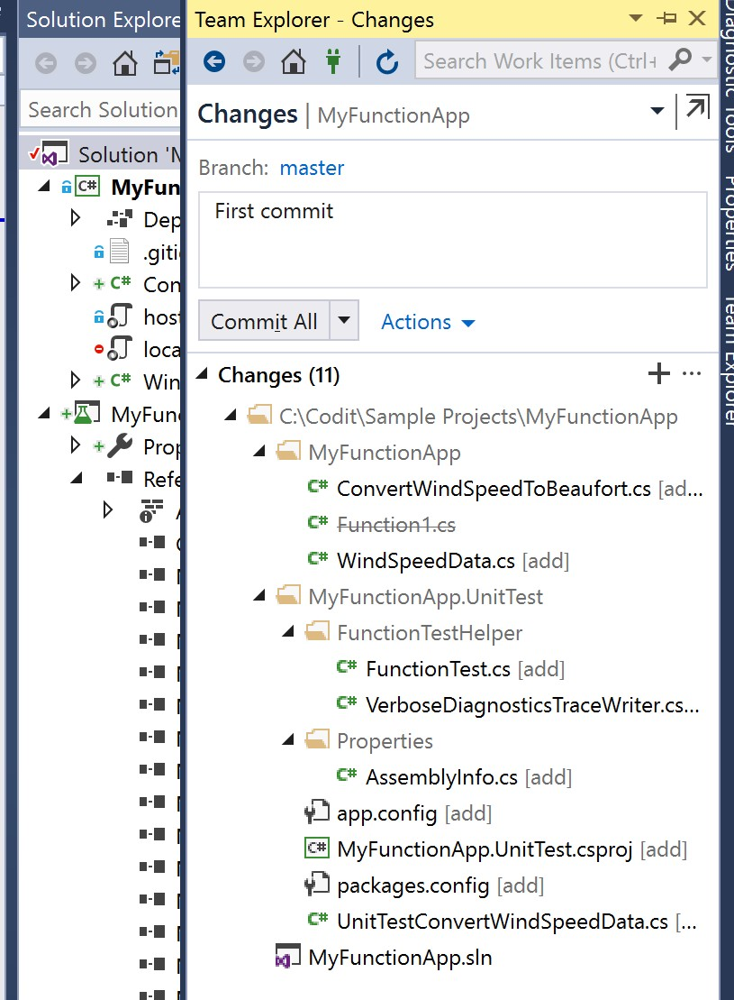 Solution Explore
Search Solution
Solution 'M
MyFun
Dep
.giti
C# Con
host
loca
C# Win
MyFunc
Prop
Refe
Team Explorer - Changes
Search Work Items (Ctrl+
Changes | MyFunctionApp
Branch: master
First commit
Commit All
Actions
Changes (11)
C:\Codit\Sample Projects\MyFunctionApp
MyFunctionApp
C# ConvertWindSpeedToBeaufort.cs [ad...
C# Function1.cs
C# WindSpeedData.cs [add]
MyFunctionApp.UnitTest
FunctionTestHelper
C# FunctionTest.cs [add]
C# VerboseDiagnosticsTraceWriter.cs...
Properties
C# AssemblyInfo.cs [add]
app.config [add]
C# MyFunctionApp.UnitTest.csproj [add]
packages.config [add]
C# UnitTestConvertWindSpeedData.cs [...
MyFunctionApp.sln
Diagnostic Tools
Properties
Team Explorer